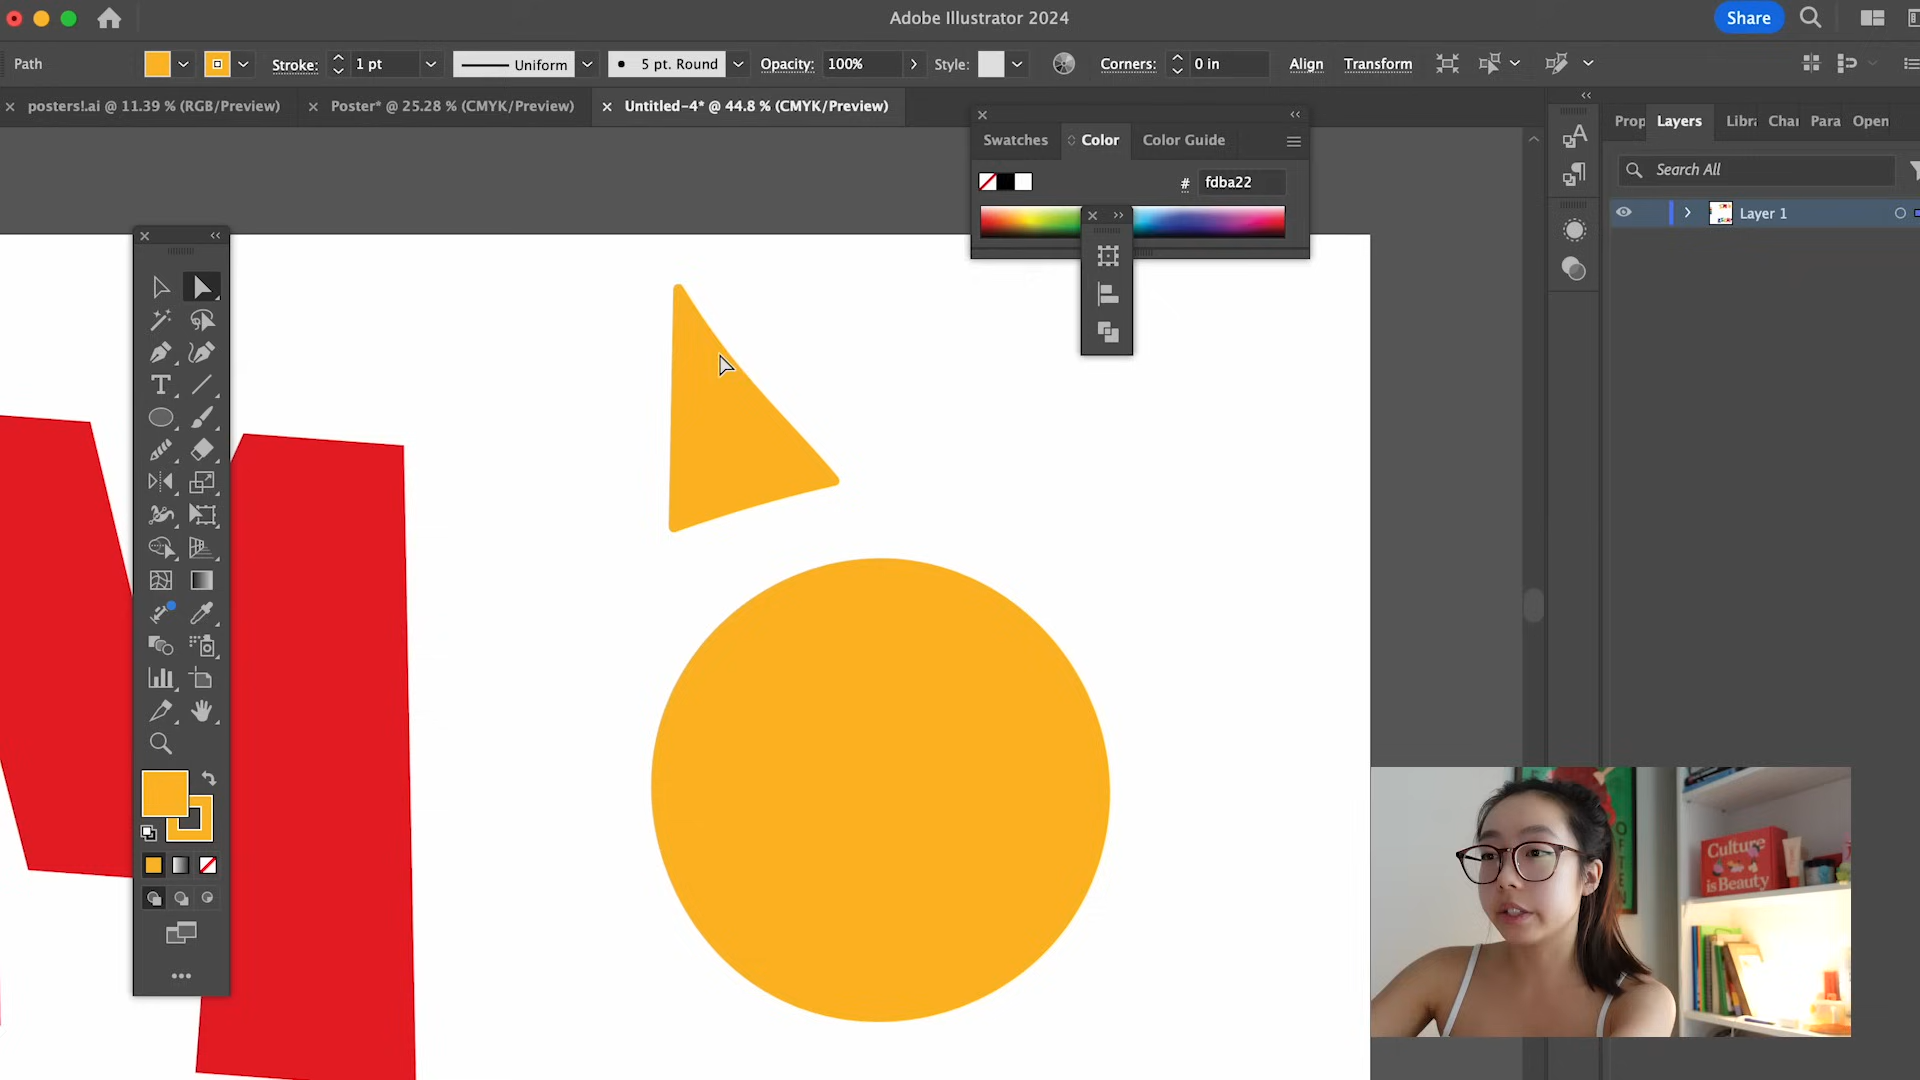 Adobe Illustrator 2024
Share
Path
Stroke:
1 pt
Uniform
5 pt. Round
Opacity:
100%
Style:
Corners:
0 in
Align
Transform
posters!.ai @ 11.39 % (RGB/Preview)
Poster* @ 25.28 % (CMYK/Preview)
Untitled-4* @ 44.8 % (CMYK/Preview)
Swatches
Color
Color Guide
# fdba22
Prop
Layers
Libra
Char
Para
Open
Search All
Layer 1
Culture
is Beauty